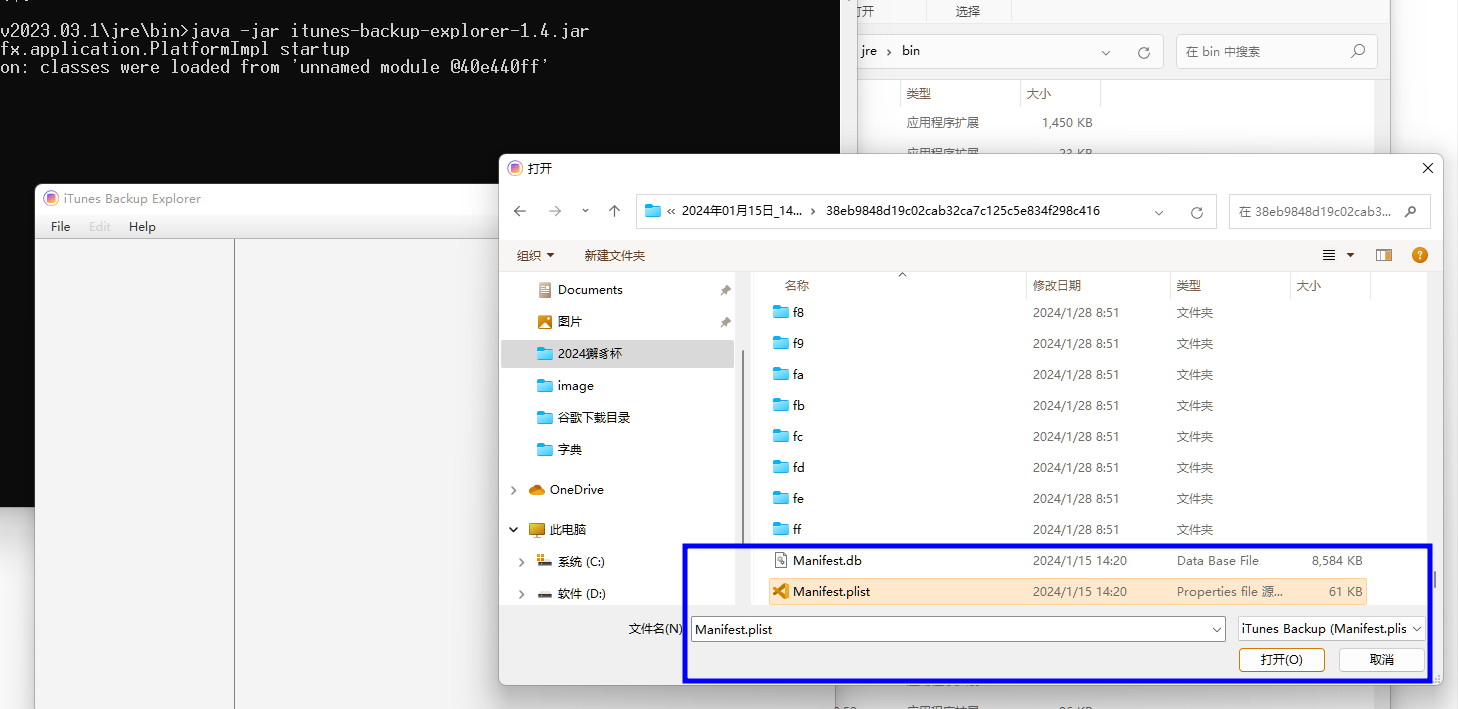 v2023.03.1\jre\bin>java -jar itunes-backup-explorer-1.4.jar
fx.application.PlatformImpl startup
on: classes were loaded from 'unnamed module @40e440ff'
打开
选择
jre › bin
在 bin 中搜索
类型 大小
应用程序扩展 1,450 KB
应用程序扩展 23 KB
iTunes Backup Explorer
File Edit Help
打开
« 2024年01月15日_14... › 38eb9848d19c02cab32ca7c125c5e834f298c416
在 38eb9848d19c02cab3...
组织 新建文件夹
名称 修改日期 类型 大小
Documents
图片
2024獬豸杯
image
谷歌下载目录
字典
OneDrive
此电脑
系统 (C:)
软件 (D:)
f8 2024/1/28 8:51 文件夹
f9 2024/1/28 8:51 文件夹
fa 2024/1/28 8:51 文件夹
fb 2024/1/28 8:51 文件夹
fc 2024/1/28 8:51 文件夹
fd 2024/1/28 8:51 文件夹
fe 2024/1/28 8:51 文件夹
ff 2024/1/28 8:51 文件夹
Manifest.db 2024/1/15 14:20 Data Base File 8,584 KB
Manifest.plist 2024/1/15 14:20 Properties file 源... 61 KB
文件名(N) Manifest.plist iTunes Backup (Manifest.plis
打开(O) 取消